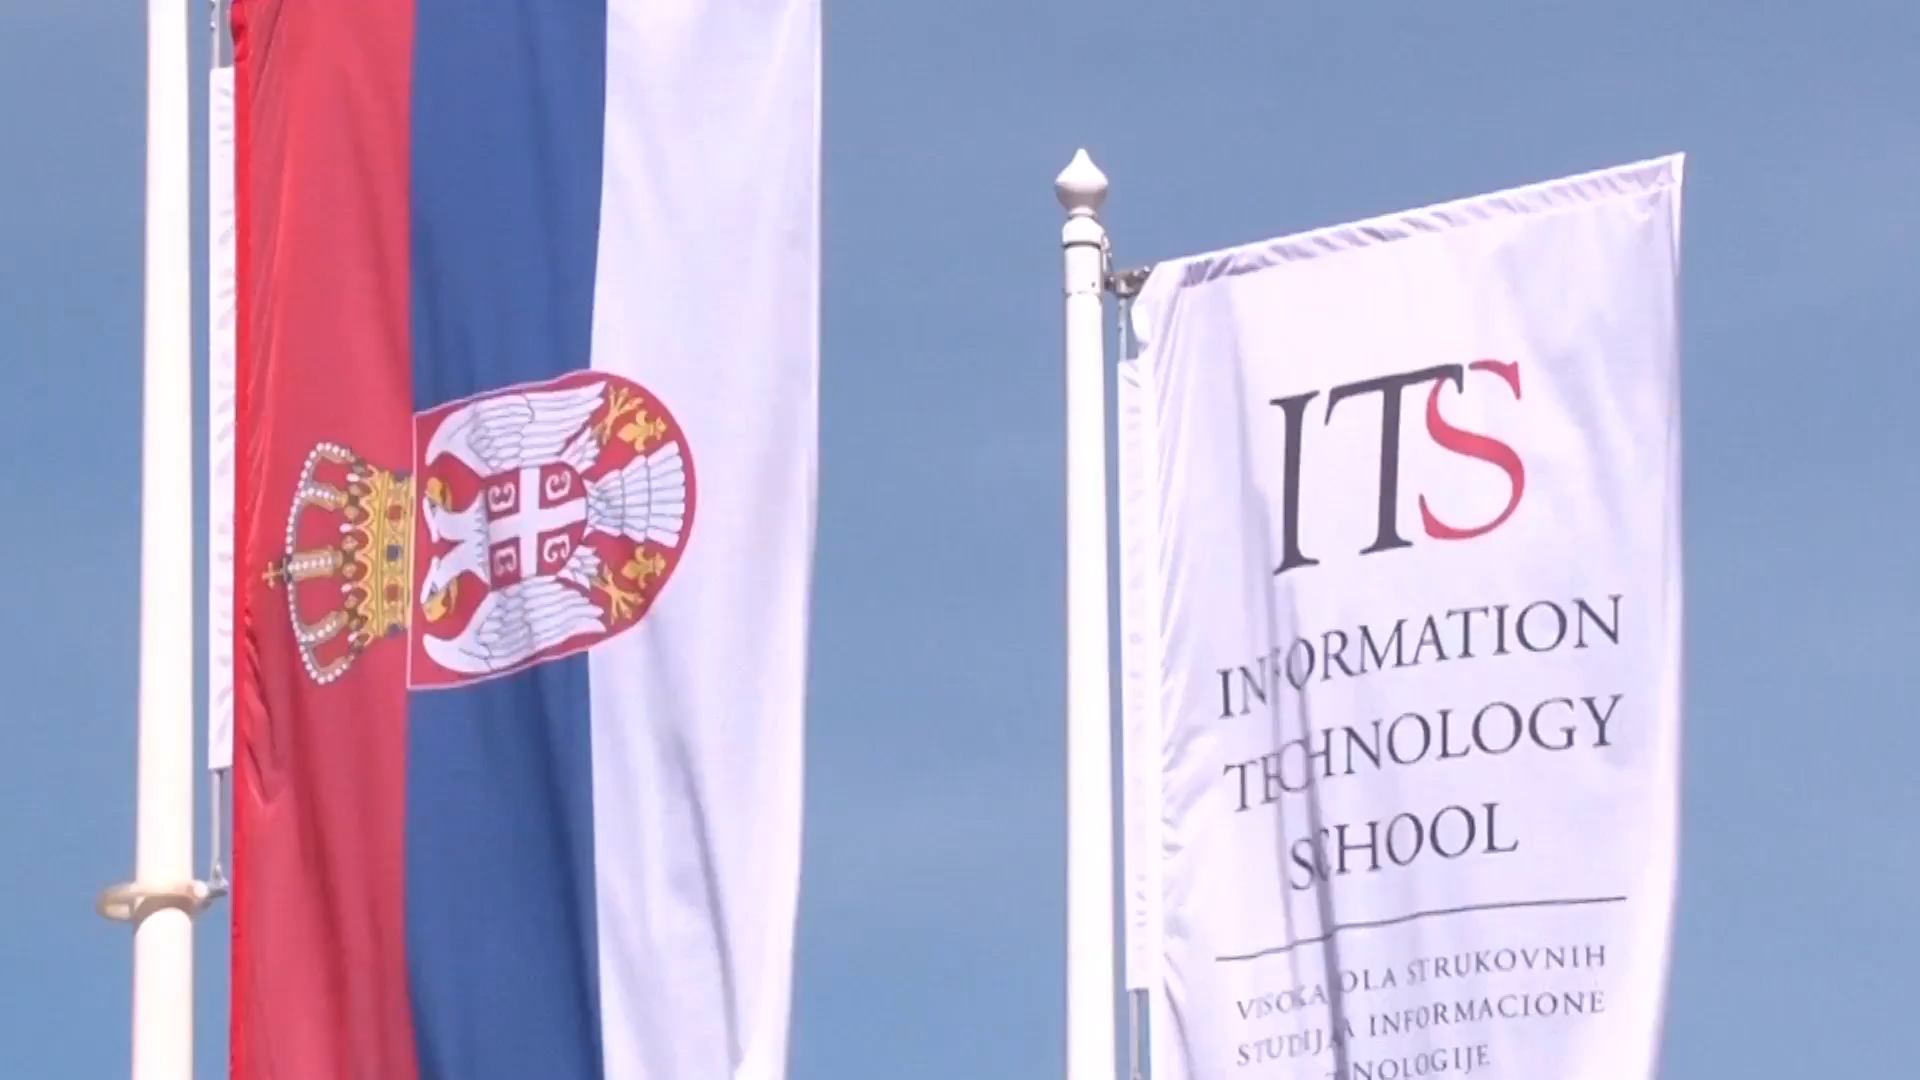 ITS
INFORMATION
TECHNOLOGY
SCHOOL
STRUKOVNIH
INFORMACIONE